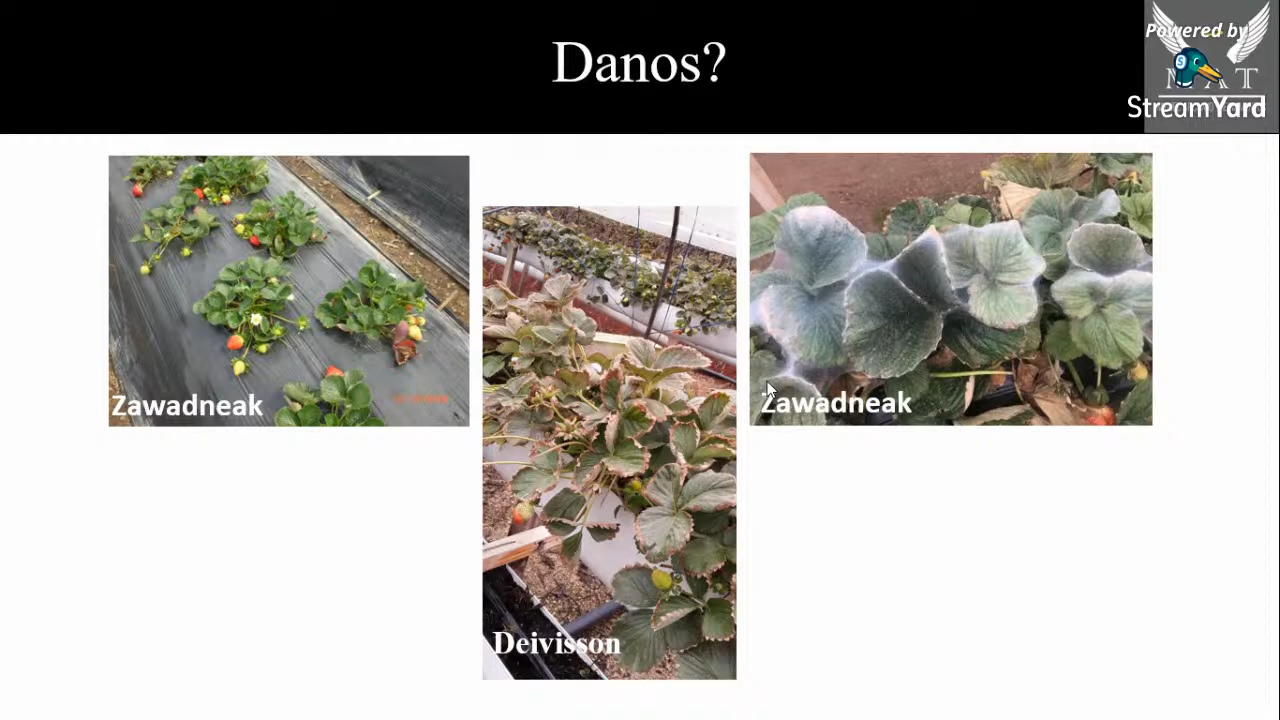 Danos?
Powered by
StreamYard
Zawadneak
Deivisson
Zawadneak